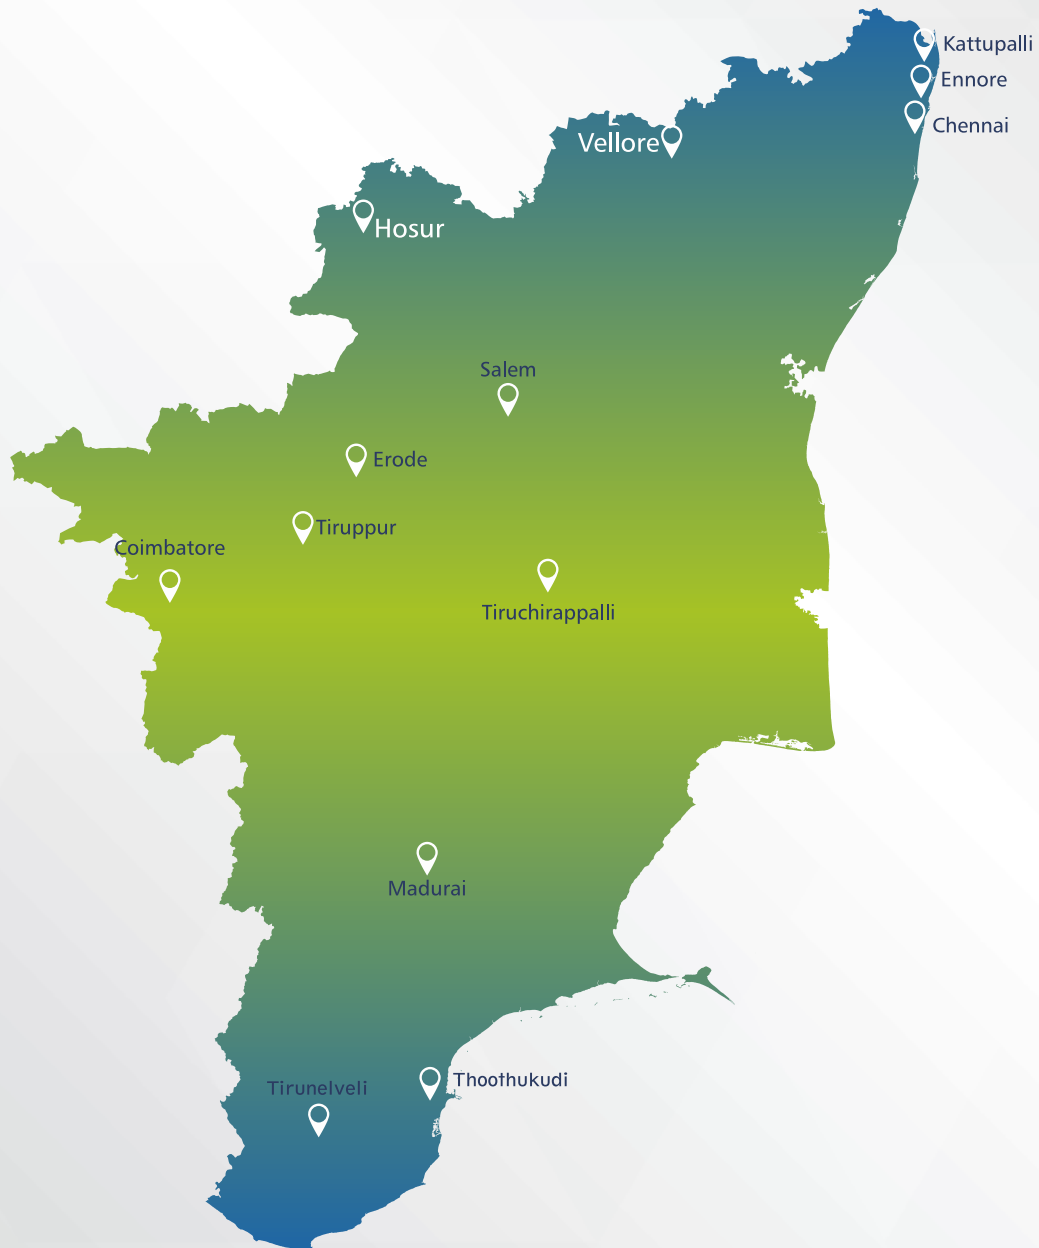 Kattupalli
Ennore
Chennai
Vellore
Hosur
Salem
Erode
Tiruppur
Coimbatore
Tiruchirappalli
Madurai
Thoothukudi
Tirunelveli